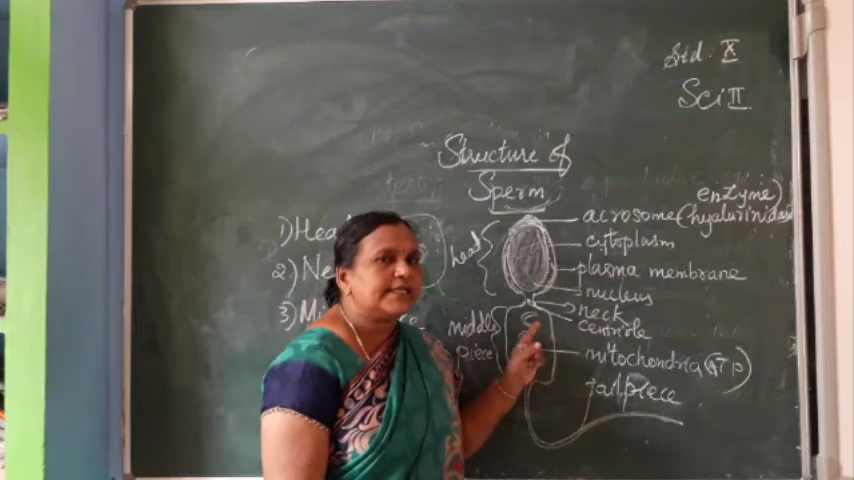 Std. X
Sci II
Structure of
Sperm
1) Hea
2) Ne
3) Mi
head
middle
piece
enzyme)
acrosome (hyalurinidas
cytoplasm
plasma membrane
nucleus
neck
centriole
mitochondria (ATP)
tailpiece